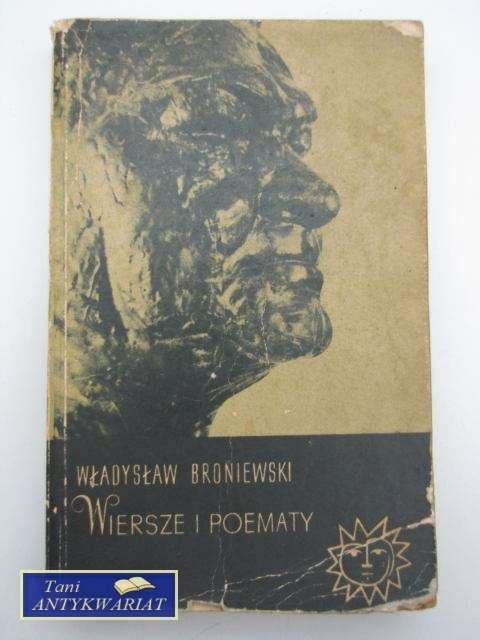 WŁADYSŁAW BRONIEWSKI
WIERSZE I POEMATY
Tani
ANTYKWARIAT